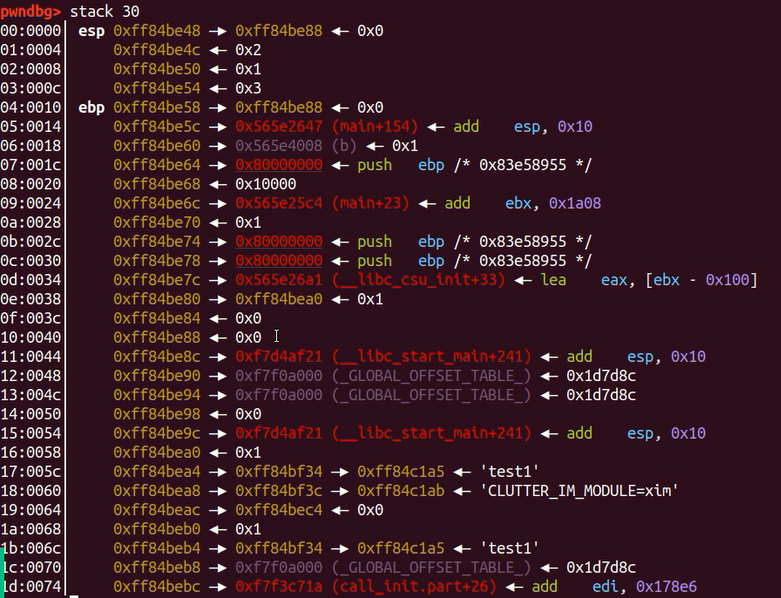 pwndbg> stack 30
00:0000│ esp 0xff84be48 —▸ 0xff84be88 ◂— 0x0
01:0004│     0xff84be4c ◂— 0x2
02:0008│     0xff84be50 ◂— 0x1
03:000c│     0xff84be54 ◂— 0x3
04:0010│ ebp 0xff84be58 —▸ 0xff84be88 ◂— 0x0
05:0014│     0xff84be5c —▸ 0x565e2647 (main+154) ◂— add    esp, 0x10
06:0018│     0xff84be60 —▸ 0x565e4008 (b) ◂— 0x1
07:001c│     0xff84be64 —▸ 0x80000000 ◂— push   ebp /* 0x83e58955 */
08:0020│     0xff84be68 ◂— 0x10000
09:0024│     0xff84be6c —▸ 0x565e25c4 (main+23) ◂— add    ebx, 0x1a08
0a:0028│     0xff84be70 ◂— 0x1
0b:002c│     0xff84be74 —▸ 0x80000000 ◂— push   ebp /* 0x83e58955 */
0c:0030│     0xff84be78 —▸ 0x80000000 ◂— push   ebp /* 0x83e58955 */
0d:0034│     0xff84be7c —▸ 0x565e26a1 (__libc_csu_init+33) ◂— lea    eax, [ebx - 0x100]
0e:0038│     0xff84be80 —▸ 0xff84bea0 ◂— 0x1
0f:003c│     0xff84be84 ◂— 0x0
10:0040│     0xff84be88 ◂— 0x0
11:0044│     0xff84be8c —▸ 0xf7d4af21 (__libc_start_main+241) ◂— add    esp, 0x10
12:0048│     0xff84be90 —▸ 0xf7f0a000 (_GLOBAL_OFFSET_TABLE_) ◂— 0x1d7d8c
13:004c│     0xff84be94 —▸ 0xf7f0a000 (_GLOBAL_OFFSET_TABLE_) ◂— 0x1d7d8c
14:0050│     0xff84be98 ◂— 0x0
15:0054│     0xff84be9c —▸ 0xf7d4af21 (__libc_start_main+241) ◂— add    esp, 0x10
16:0058│     0xff84bea0 ◂— 0x1
17:005c│     0xff84bea4 —▸ 0xff84bf34 —▸ 0xff84c1a5 ◂— 'test1'
18:0060│     0xff84bea8 —▸ 0xff84bf3c —▸ 0xff84c1ab ◂— 'CLUTTER_IM_MODULE=xim'
19:0064│     0xff84beac —▸ 0xff84bec4 ◂— 0x0
1a:0068│     0xff84beb0 ◂— 0x1
1b:006c│     0xff84beb4 —▸ 0xff84bf34 —▸ 0xff84c1a5 ◂— 'test1'
1c:0070│     0xff84beb8 —▸ 0xf7f0a000 (_GLOBAL_OFFSET_TABLE_) ◂— 0x1d7d8c
1d:0074│     0xff84bebc —▸ 0xf7f3c71a (call_init.part+26) ◂— add    edi, 0x178e6